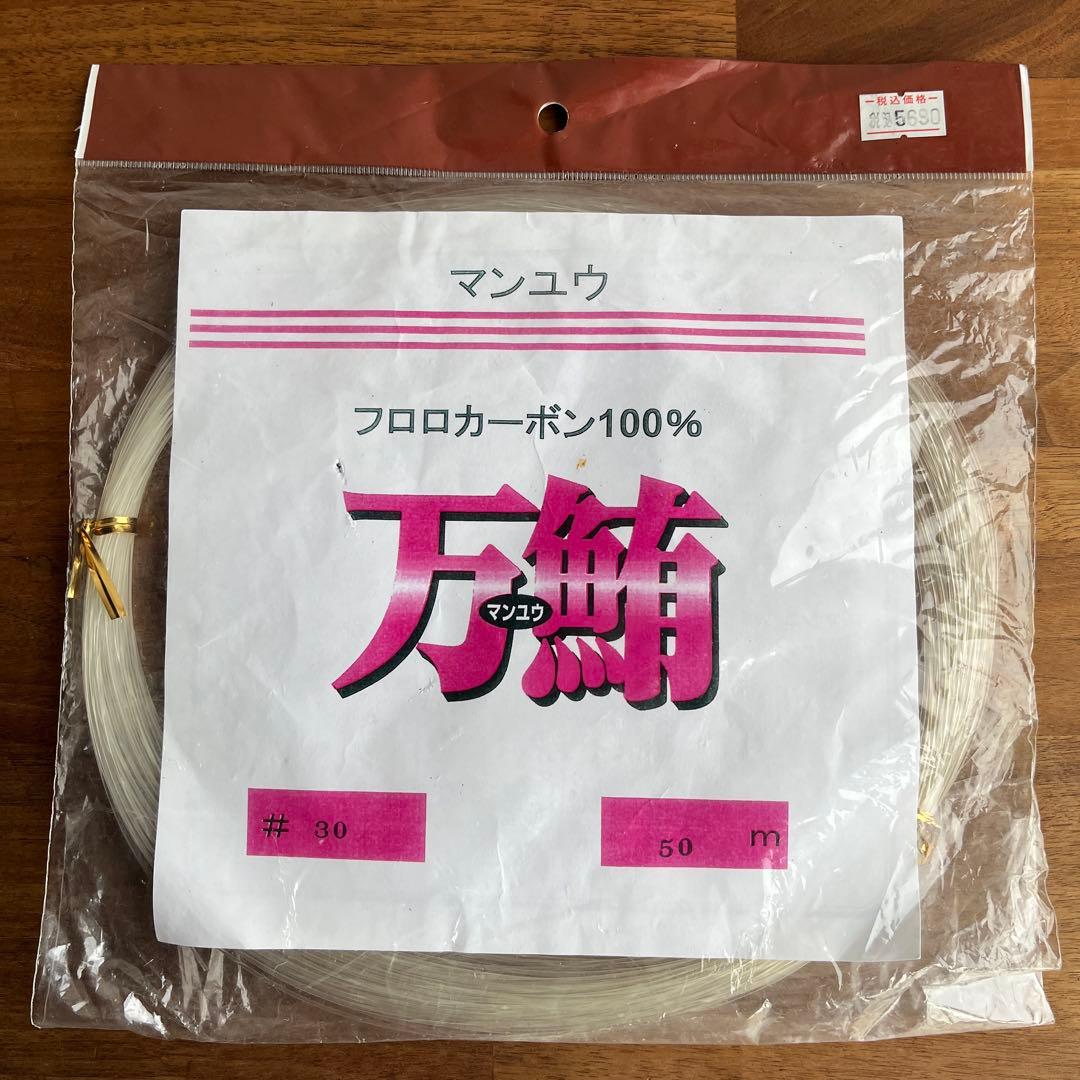 税込価格
5690
マンユウ
フロロカーボン100%
万鮪
マンユウ
# 30
50 m